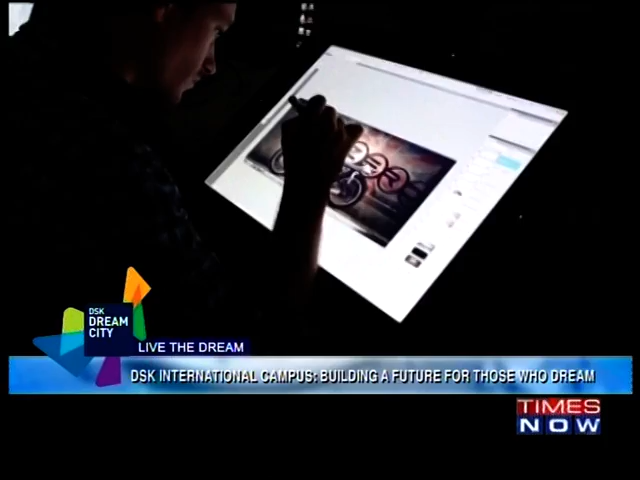 DSK
DREAM
CITY
LIVE THE DREAM
DSK INTERNATIONAL CAMPUS: BUILDING A FUTURE FOR THOSE WHO DREAM
TIMES
NOW